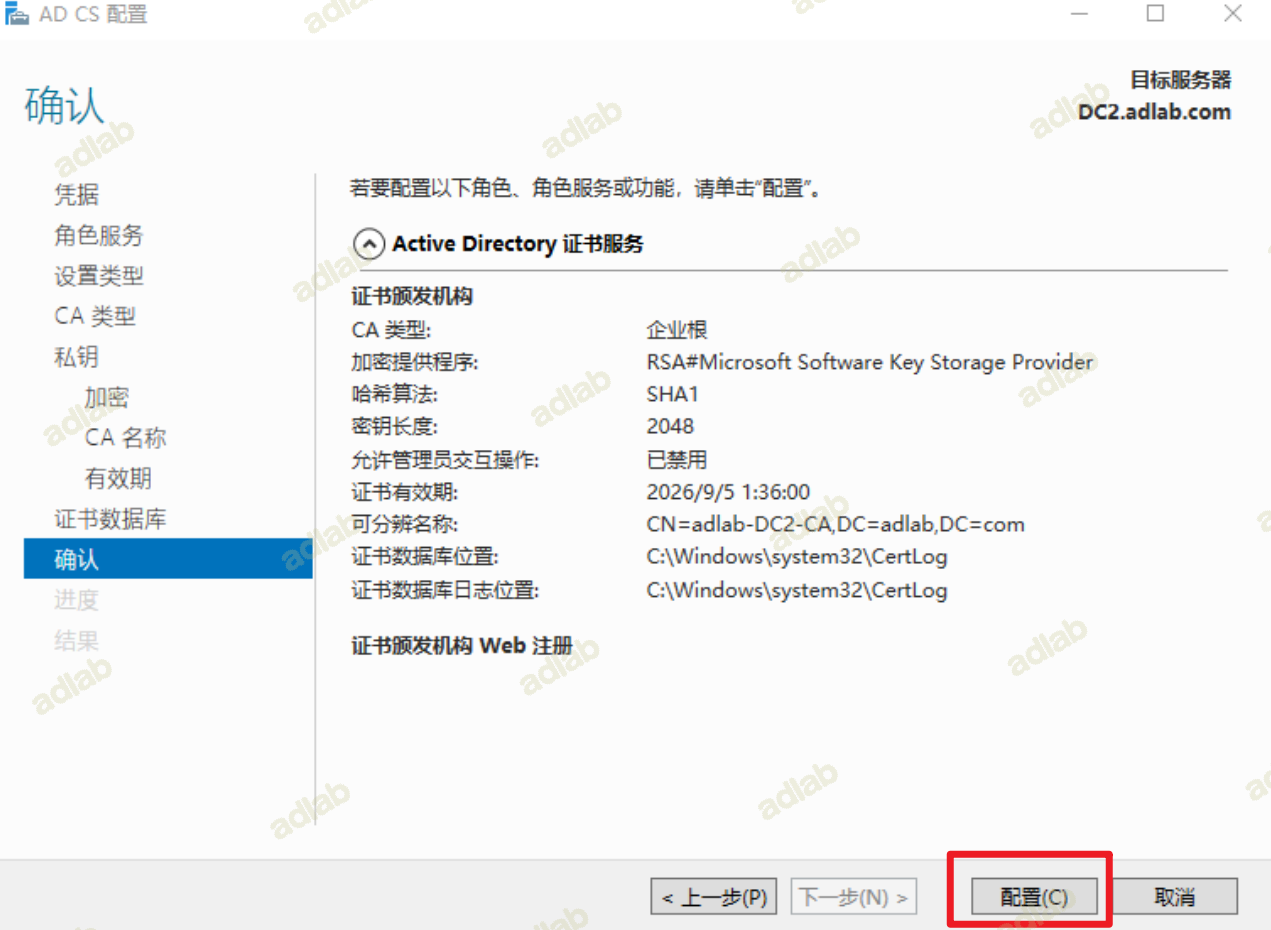 AD CS 配置
确认
目标服务器
DC2.adlab.com
凭据
角色服务
设置类型
CA 类型
私钥
加密
CA 名称
有效期
证书数据库
确认
进度
结果
若要配置以下角色、角色服务或功能，请单击“配置”。
Active Directory 证书服务
证书颁发机构
CA 类型: 企业根
加密提供程序: RSA#Microsoft Software Key Storage Provider
哈希算法: SHA1
密钥长度: 2048
允许管理员交互操作: 已禁用
证书有效期: 2026/9/5 1:36:00
可分辨名称: CN=adlab-DC2-CA,DC=adlab,DC=com
证书数据库位置: C:\Windows\system32\CertLog
证书数据库日志位置: C:\Windows\system32\CertLog
证书颁发机构 Web 注册
< 上一步(P) 下一步(N) > 配置(C) 取消
adlab